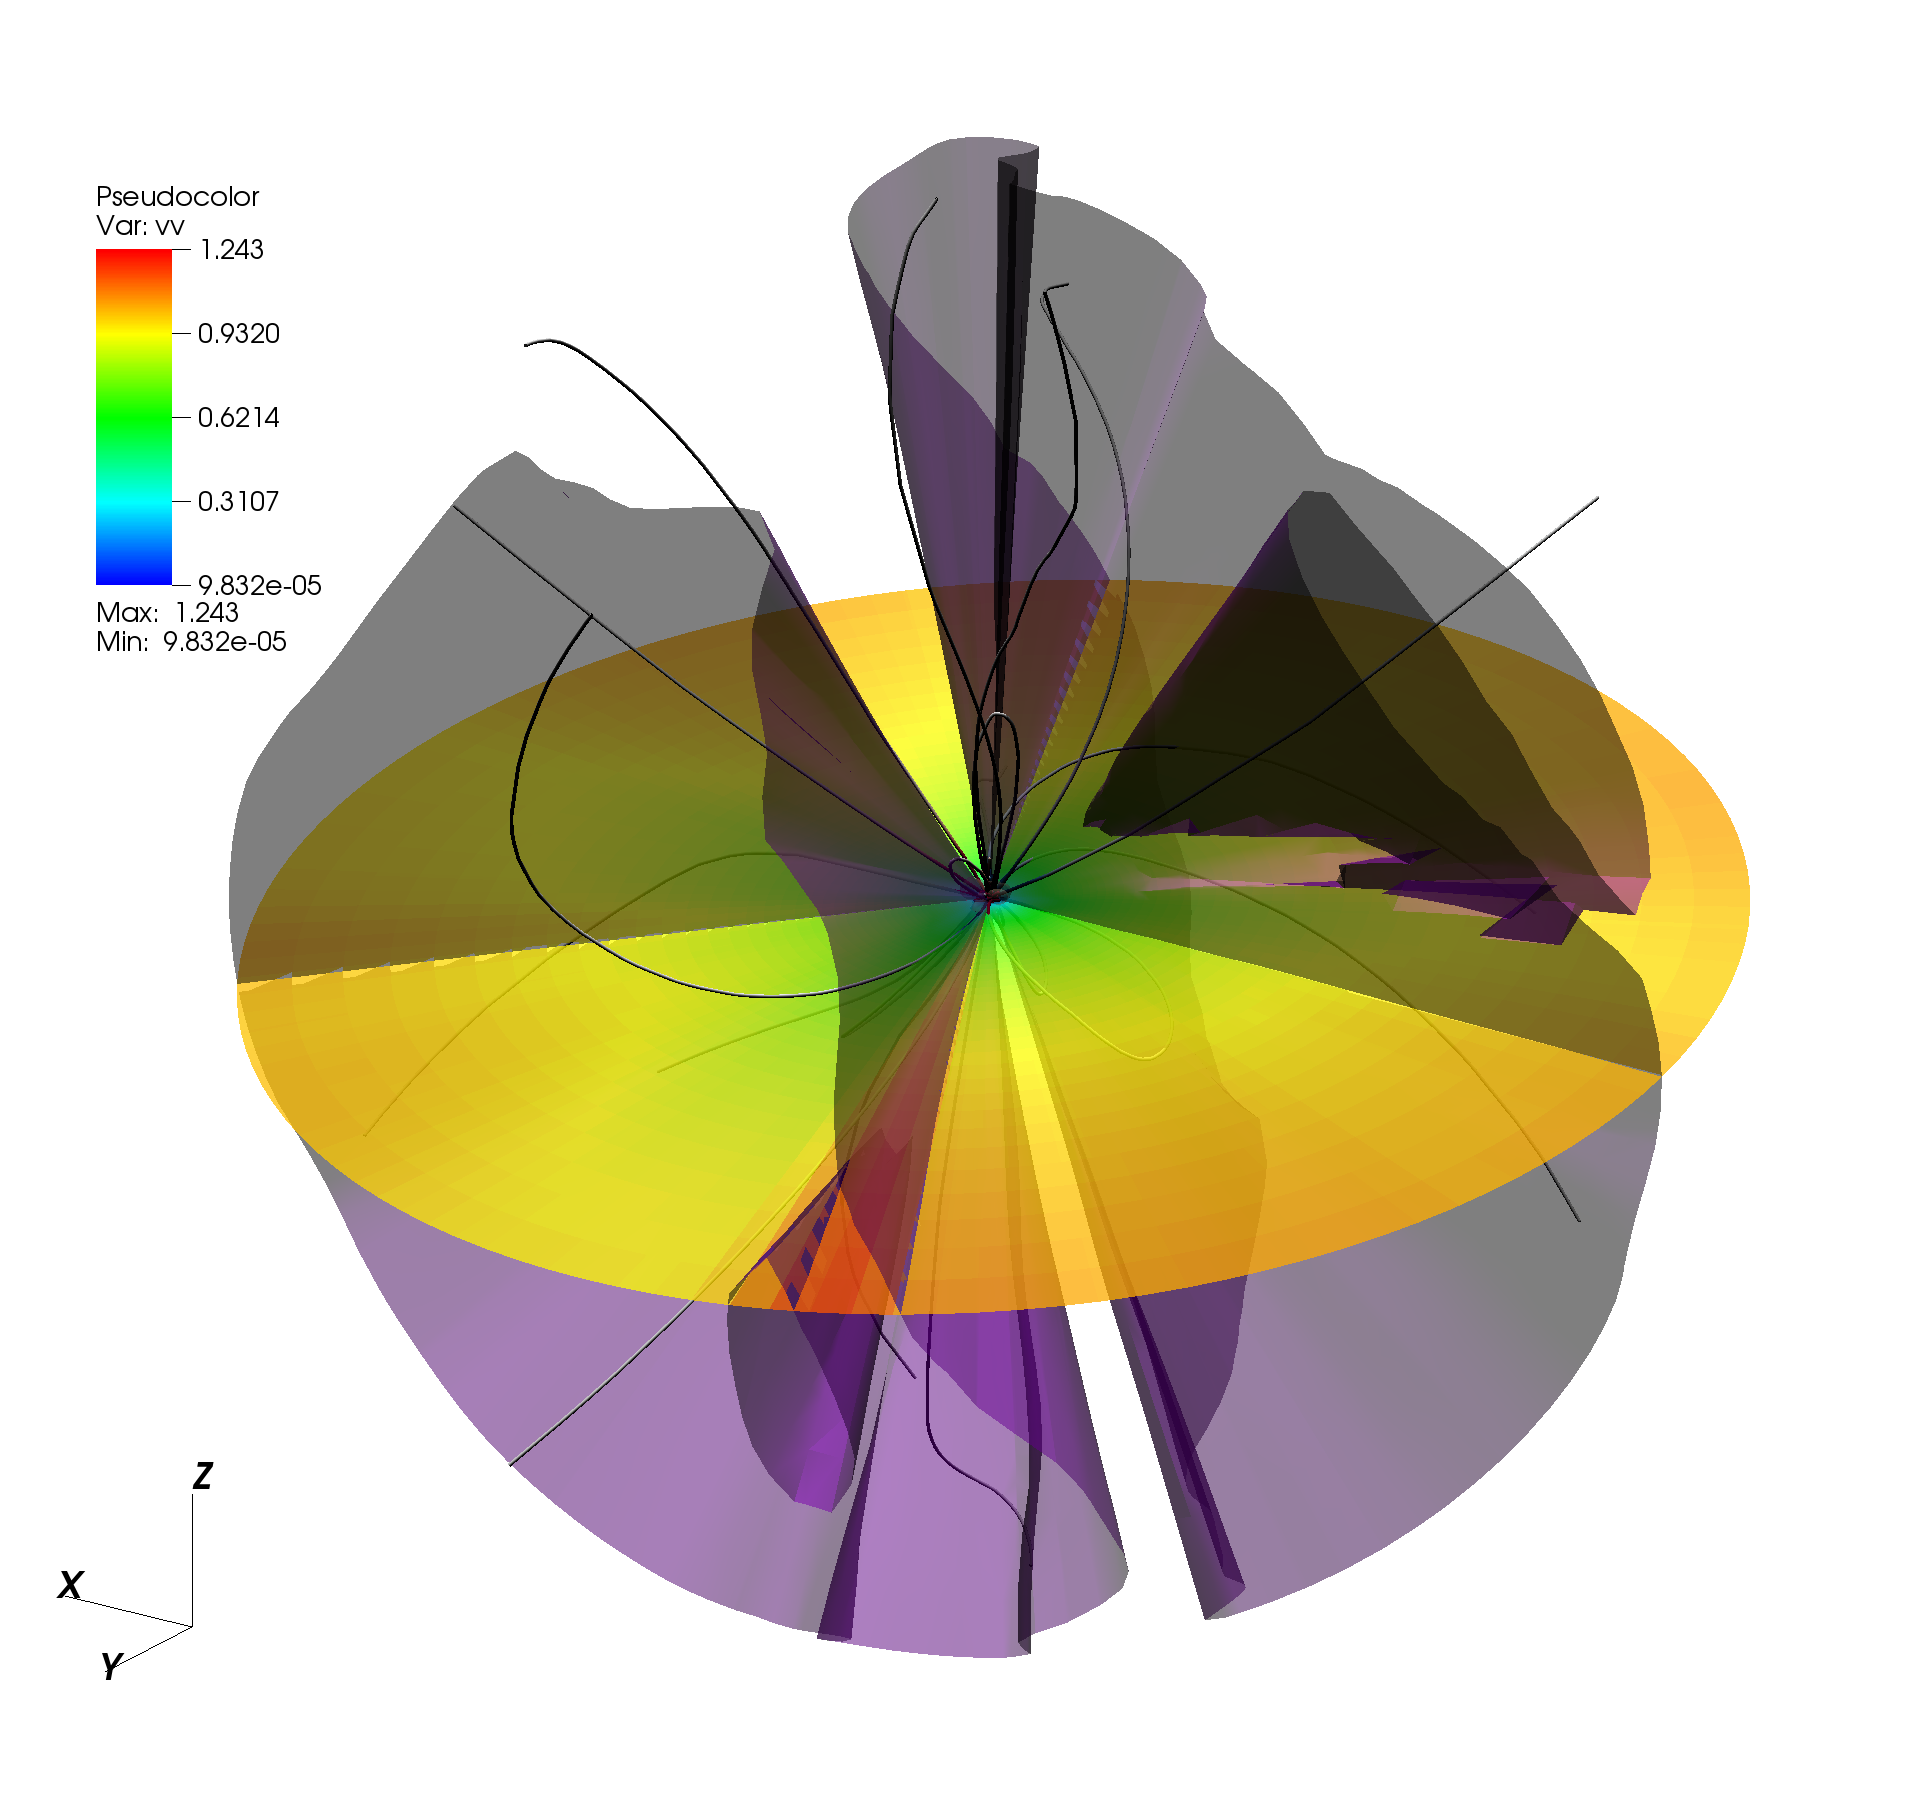 Pseudocolor
Var: vv
1.243
0.9320
0.6214
0.3107
9.832e-05
Max: 1.243
Min: 9.832e-05
Z
X
Y